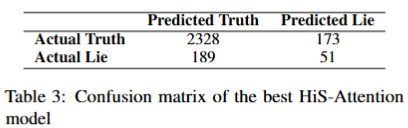 Predicted Truth Predicted Lie
Actual Truth 2328 173
Actual Lie 189 51
Table 3: Confusion matrix of the best HiS-Attention
model